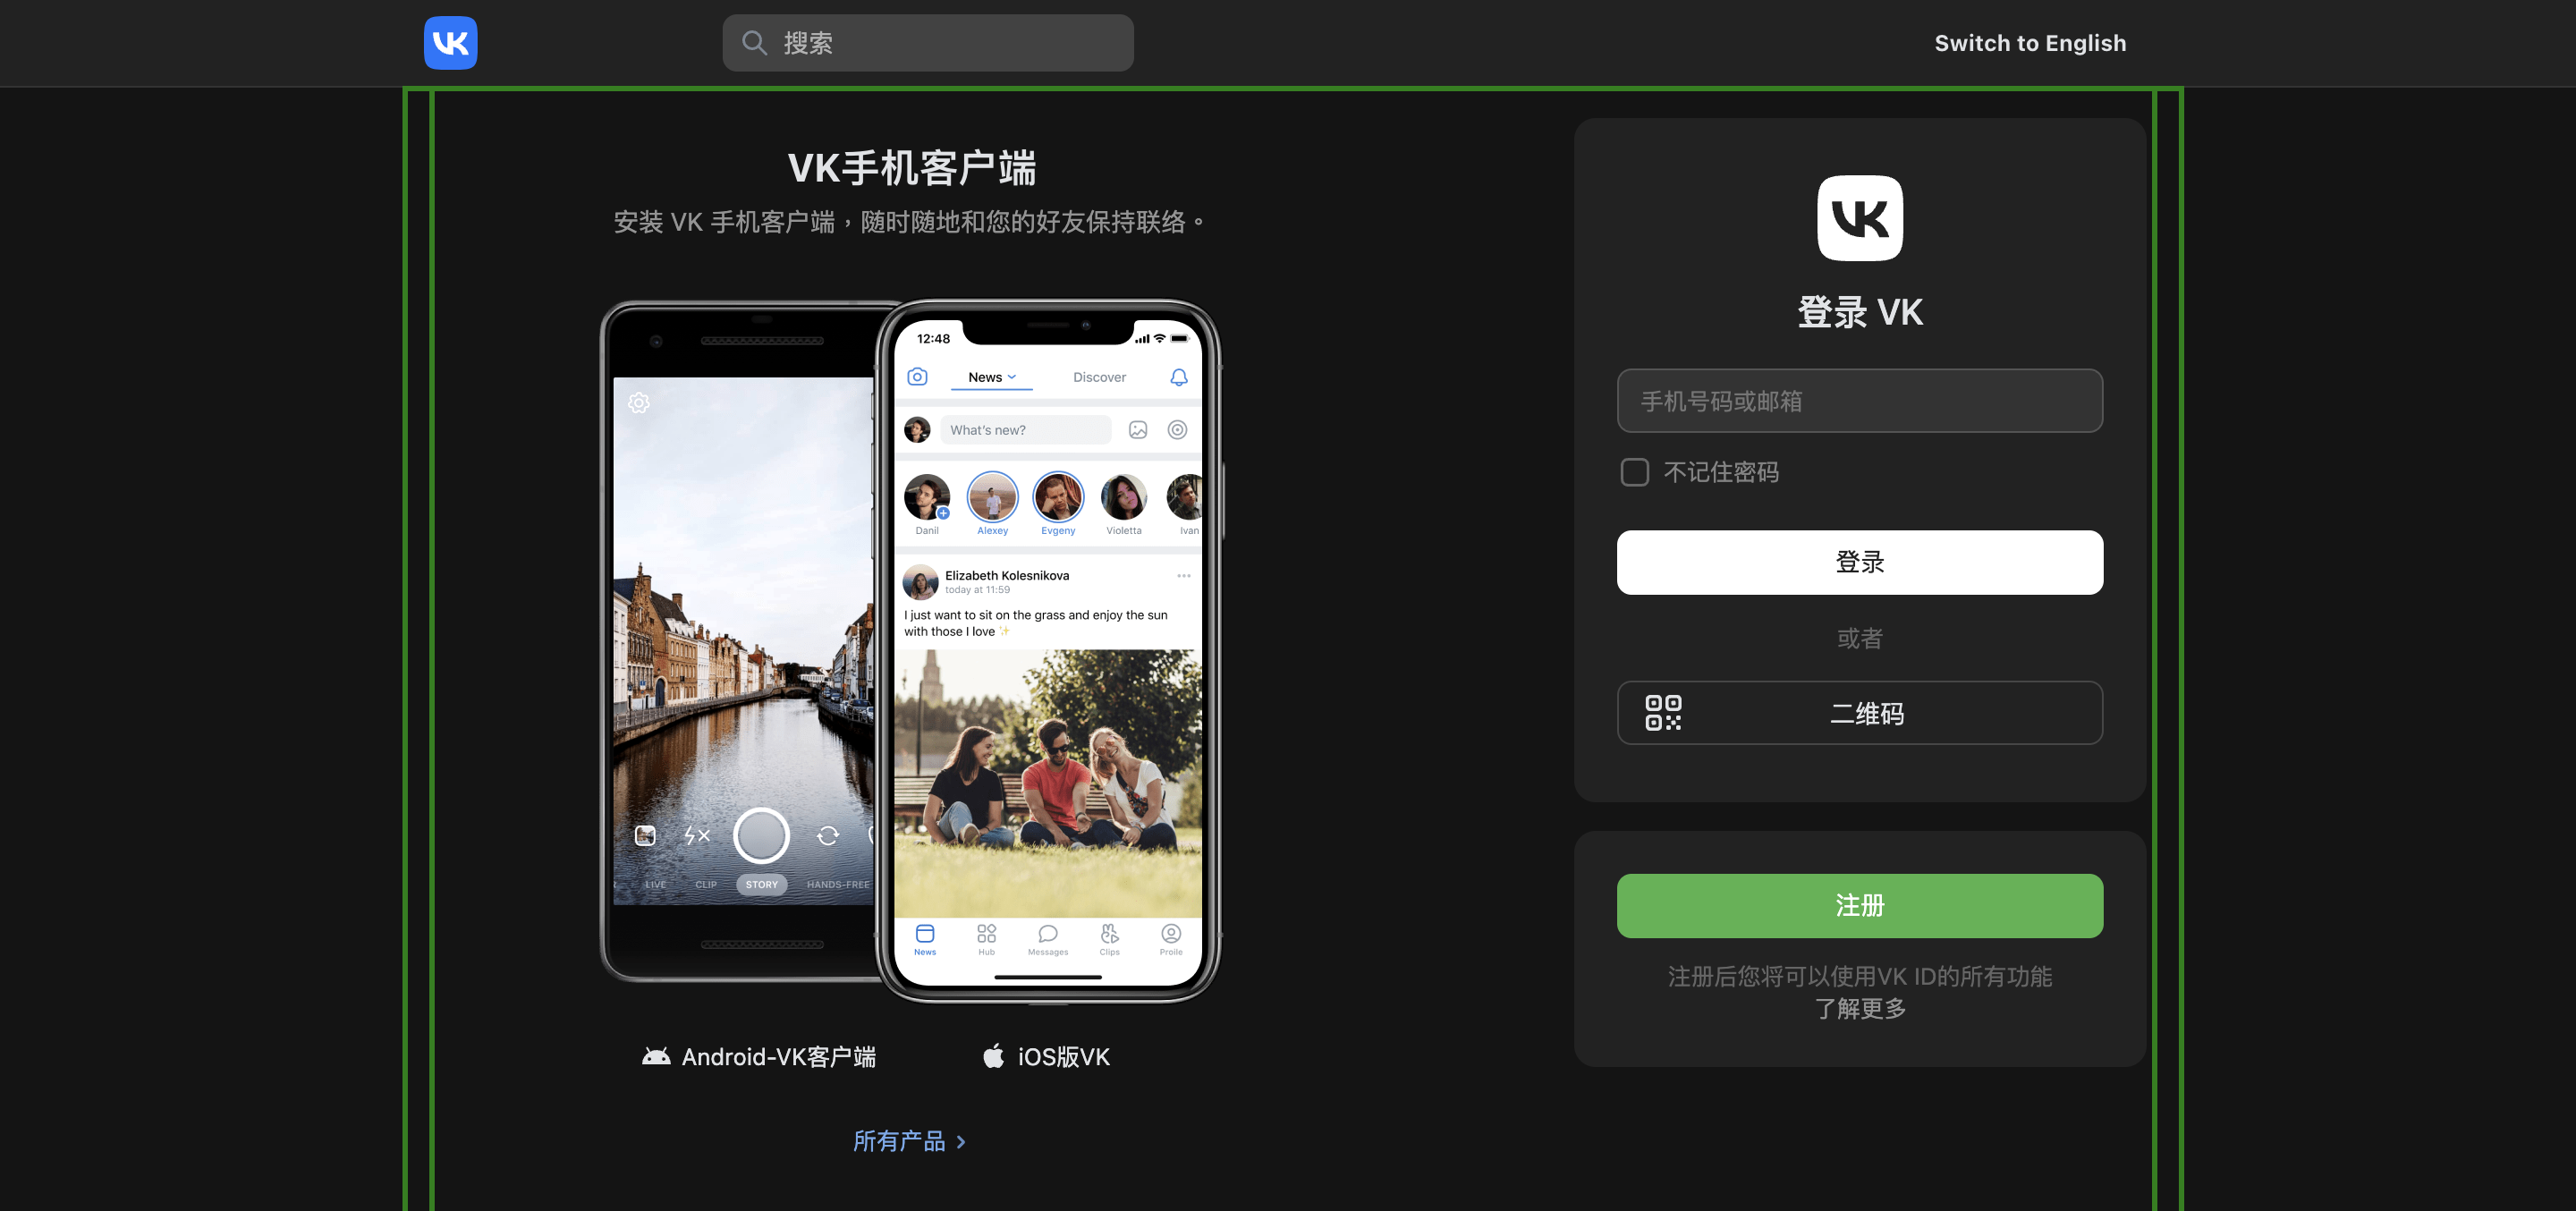 VK
搜索
Switch to English
VK手机客户端
安装 VK 手机客户端，随时随地和您的好友保持联络。
12:48
News
Discover
What's new?
Danil
Alexey
Evgeny
Violetta
Ivan
Elizabeth Kolesnikova
today at 11:59
I just want to sit on the grass and enjoy the sun
with those I love ✨
LIVE
CLIP
STORY
HANDS-FREE
News
Hub
Messages
Clips
Proile
Android-VK客户端
iOS版VK
所有产品 ›
VK
登录 VK
手机号码或邮箱
不记住密码
登录
或者
二维码
注册
注册后您将可以使用VK ID的所有功能
了解更多